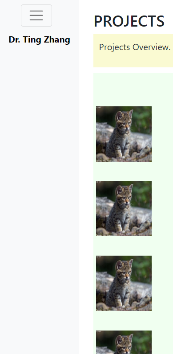 Dr. Ting Zhang
PROJECTS
Projects Overview.